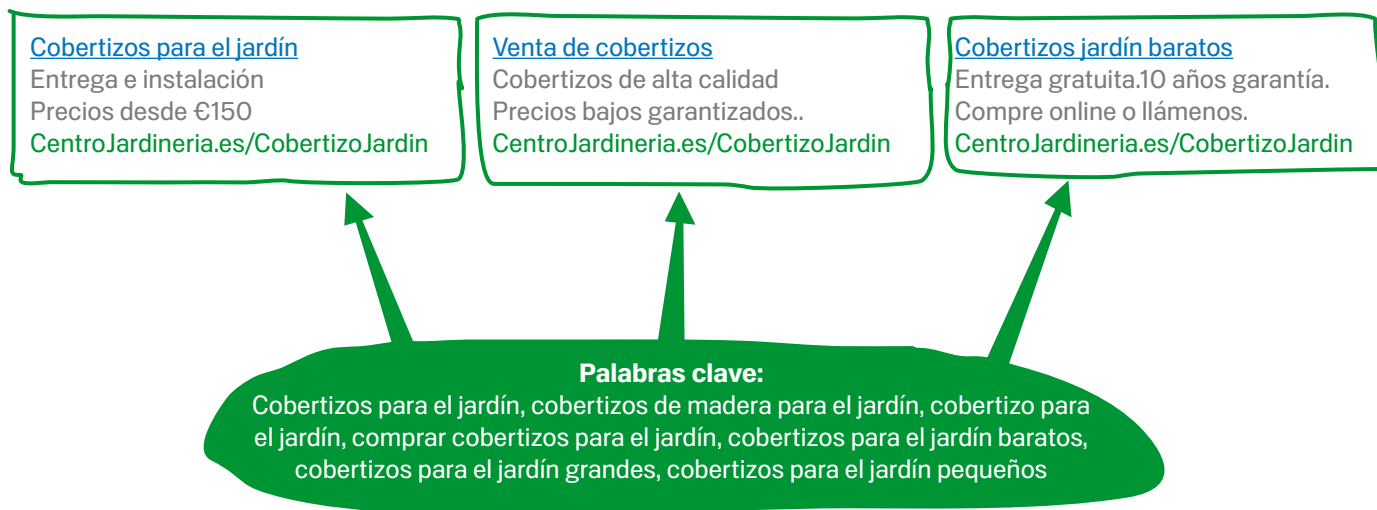 Cobertizos para el jardín
Entrega e instalación
Precios desde €150
CentroJardineria.es/CobertizoJardin
Venta de cobertizos
Cobertizos de alta calidad
Precios bajos garantizados..
CentroJardineria.es/CobertizoJardin
Cobertizos jardín baratos
Entrega gratuita.10 años garantía.
Compre online o llámenos.
CentroJardineria.es/CobertizoJardin
Palabras clave:
Cobertizos para el jardín, cobertizos de madera para el jardín, cobertizo para
el jardín, comprar cobertizos para el jardín, cobertizos para el jardín baratos,
cobertizos para el jardín grandes, cobertizos para el jardín pequeños